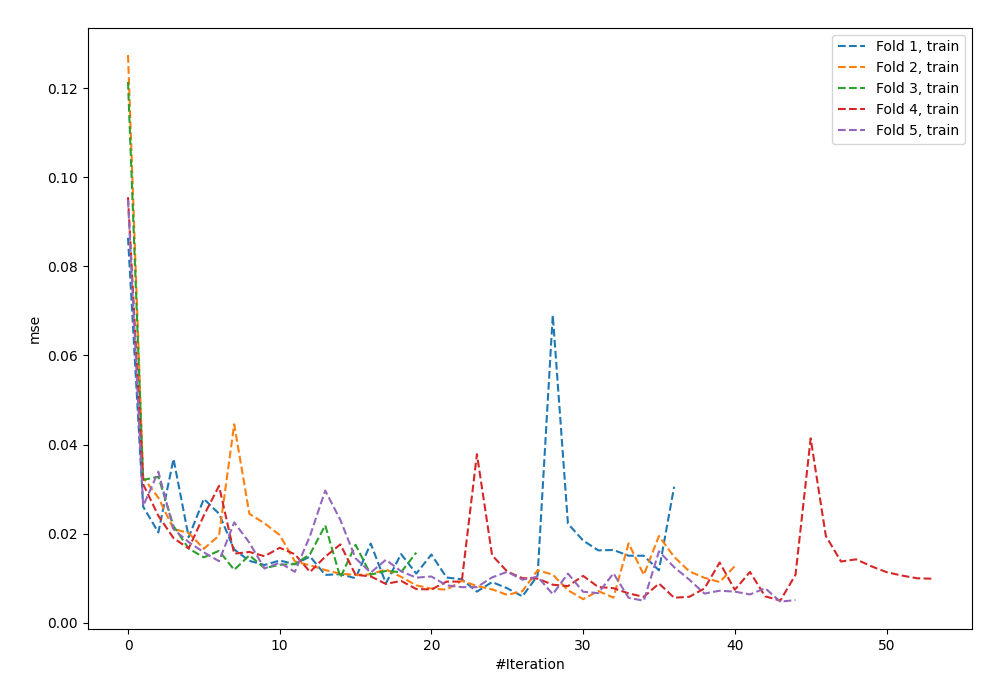 Fold 1, train
Fold 2, train
Fold 3, train
Fold 4, train
Fold 5, train
0.12
0.10
0.08
0.06
0.04
0.02
0.00
mse
0 10 20 30 40 50
#Iteration